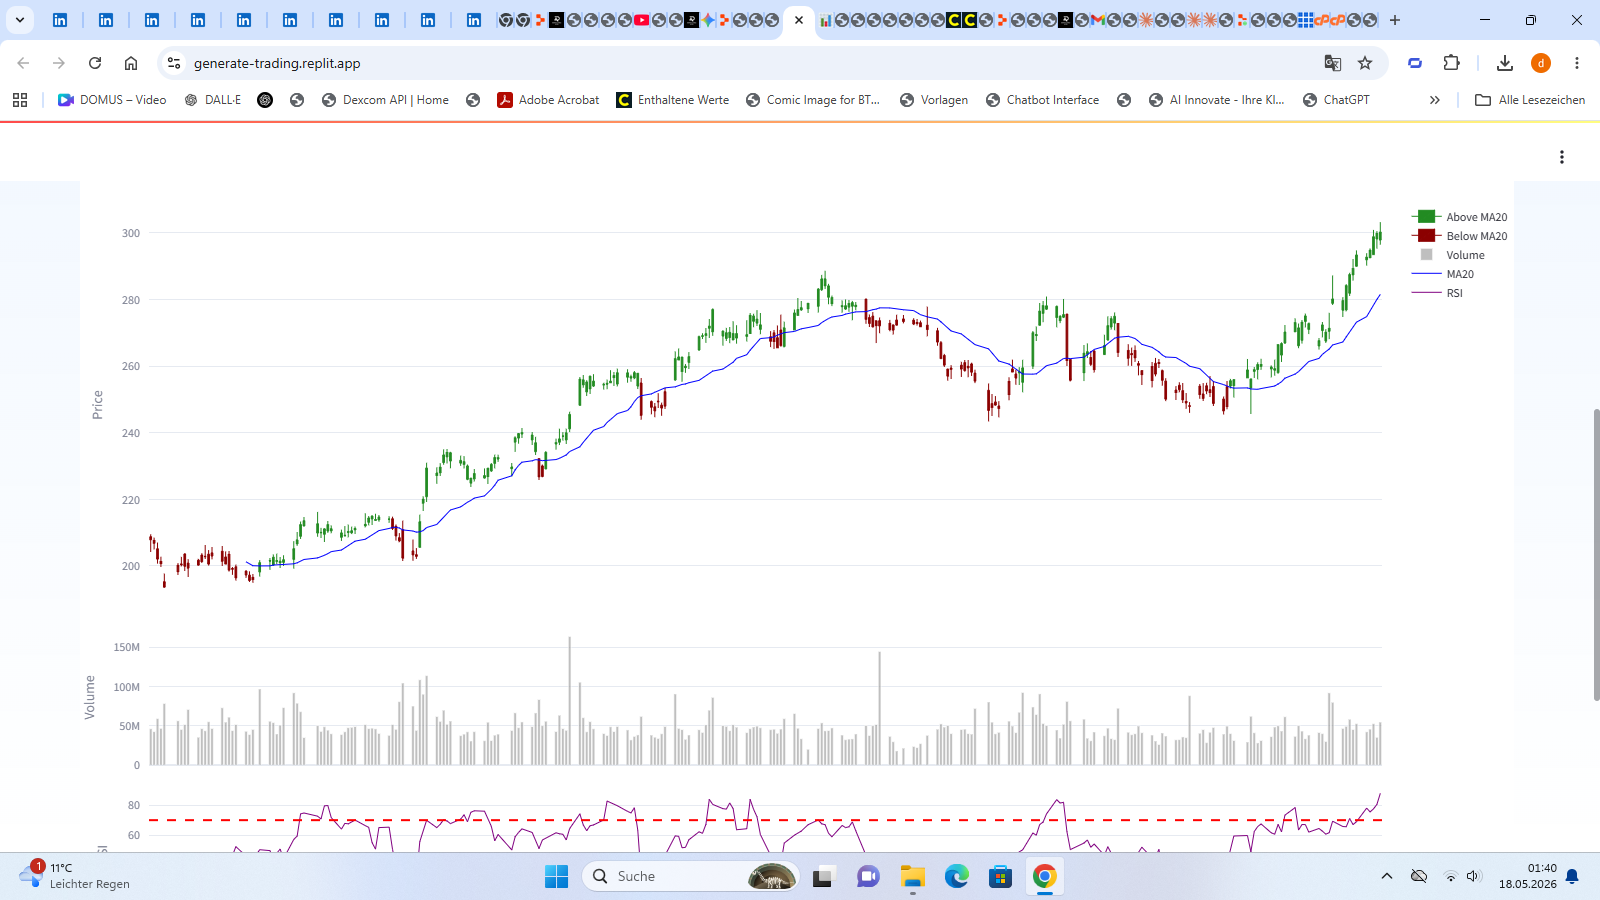 generate-trading.replit.app
DOMUS – Video
DALL·E
Dexcom API | Home
Adobe Acrobat
Enthaltene Werte
Comic Image for BT...
Vorlagen
Chatbot Interface
AI Innovate - Ihre KI...
ChatGPT
Alle Lesezeichen
d
Above MA20
Below MA20
Volume
MA20
RSI
300
280
260
240
220
200
Price
150M
100M
50M
0
Volume
80
60
1
11°C
Leichter Regen
Suche
01:40
18.05.2026